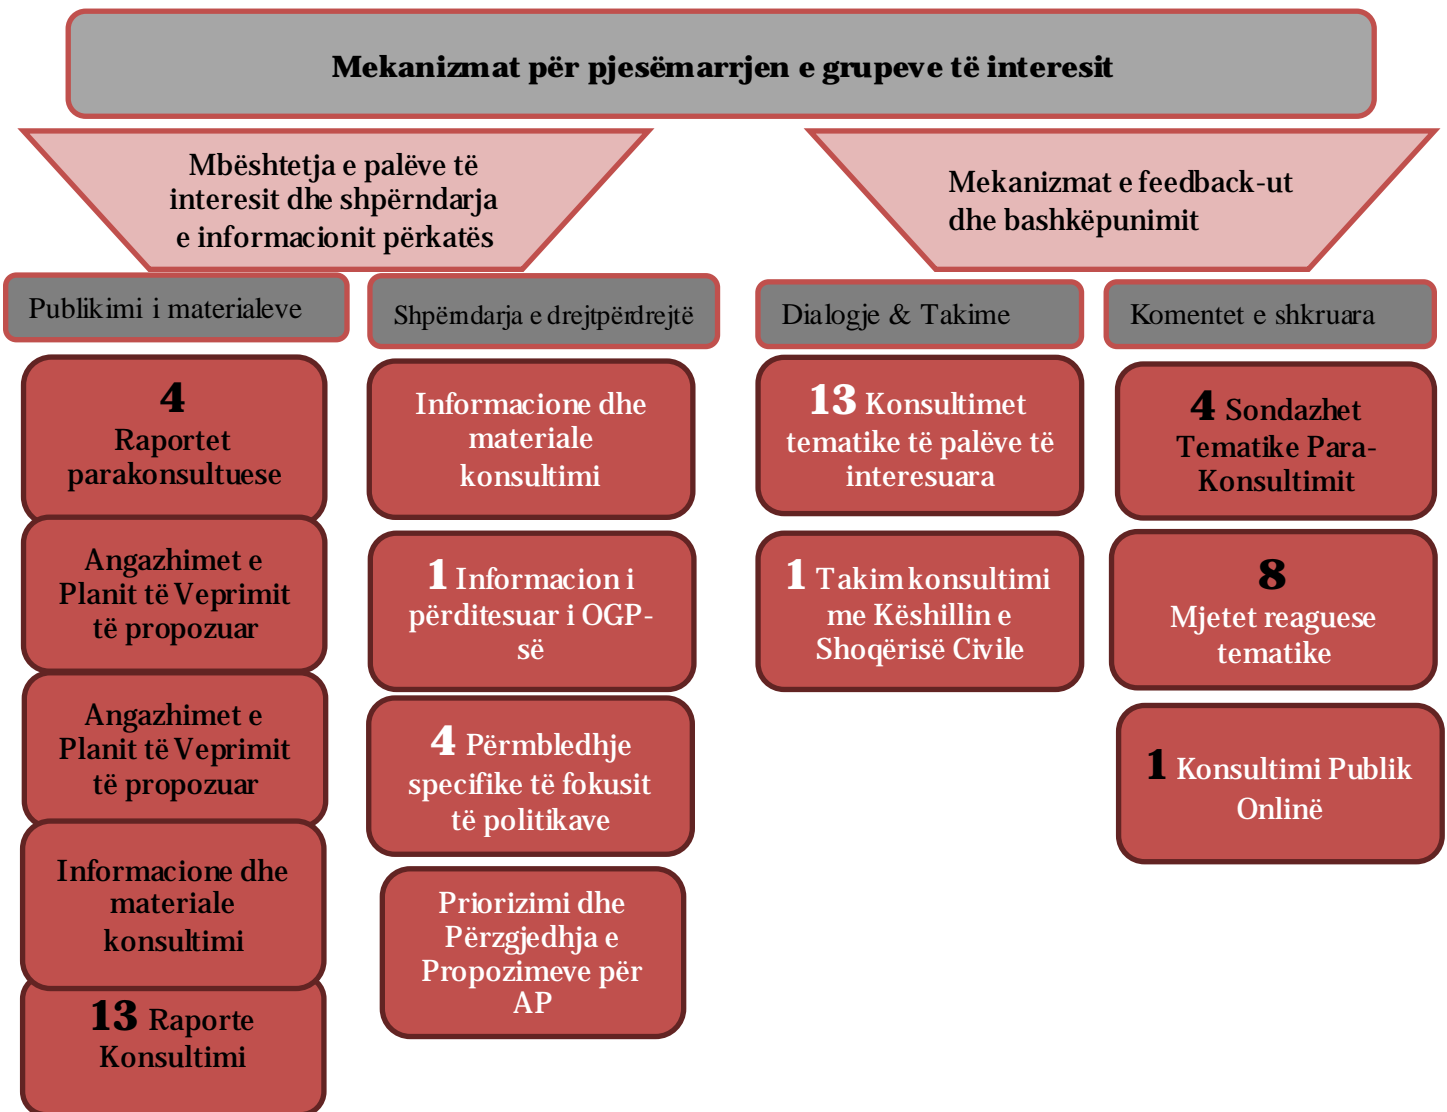 Mekanizmat për pjesëmarrjen e grupeve të interesit
Mbështetja e palëve të
interesit dhe shpërndarja
e informacionit përkatës
Mekanizmat e feedback-ut
dhe bashkëpunimit
Publikimi i materialeve
4
Raportet
parakonsultuese
Angazhimet e
Planit të Veprimit
të propozuar
Angazhimet e
Planit të Veprimit
të propozuar
Informacione dhe
materiale
konsultimi
13 Raporte
Konsultimi
Shpërndarja e drejtpërdrejtë
Informacione dhe
materiale
konsultimi
1 Informacion i
përditesuar i OGP-
së
4 Përmbledhje
specifike të fokusit
të politikave
Priorizimi dhe
Përzgjedhja e
Propozimeve për
AP
Dialogje & Takime
13 Konsultimet
tematike të palëve të
interesuara
1 Takim konsultimi
me Këshillin e
Shoqërisë Civile
Komentet e shkruara
4 Sondazhet
Tematike Para-
Konsultimit
8
Mjetet reaguese
tematike
1 Konsultimi Publik
Onlinë